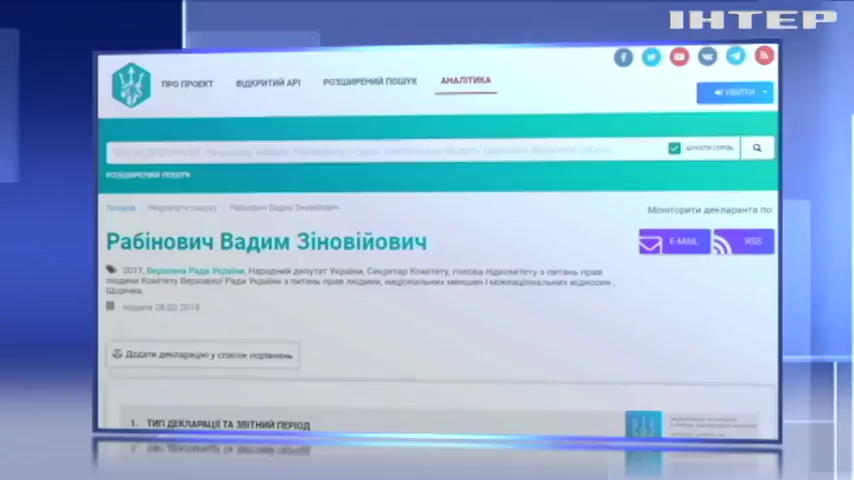 ІНТЕР
ПРО ПРОЕКТ ВІДКРИТИЙ АРІ РОЗШИРЕНИЙ ПОШУК АНАЛІТИКА
УВІЙТИ
РОЗШИРЕНИЙ ПОШУК
Головна Результати пошуку Рабінович Вадим Зіновійович
Моніторити декларанта по
Рабінович Вадим Зіновійович
E-MAIL RSS
2017, Верховна Рада України, Народний депутат України, Секретар Комітету, голова підкомітету з питань прав
людини Комітету Верховної Ради України з питань прав людини, національних меншин і міжнаціональних відносин ,
Щорічна,
подана 28.03.2018
Додати декларацію у список порівнянь
1. ТИП ДЕКЛАРАЦІЇ ТА ЗВІТНИЙ ПЕРІОД